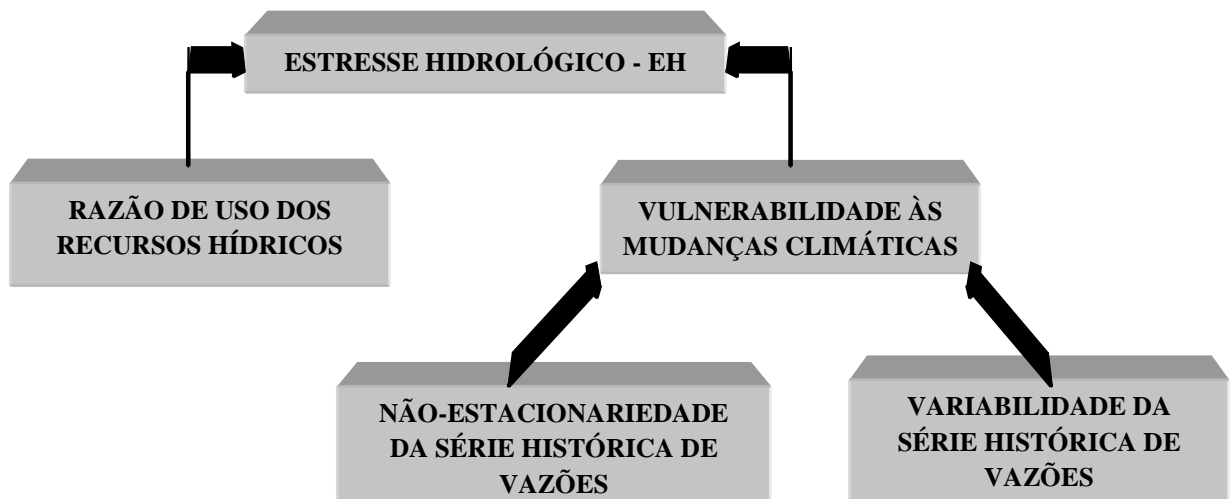 ESTRESSE HIDROLÓGICO - EH
RAZÃO DE USO DOS
RECURSOS HÍDRICOS
VULNERABILIDADE ÀS
MUDANÇAS CLIMÁTICAS
NÃO-ESTACIONARIEDADE
DA SÉRIE HISTÓRICA DE
VAZÕES
VARIABILIDADE DA
SÉRIE HISTÓRICA DE
VAZÕES